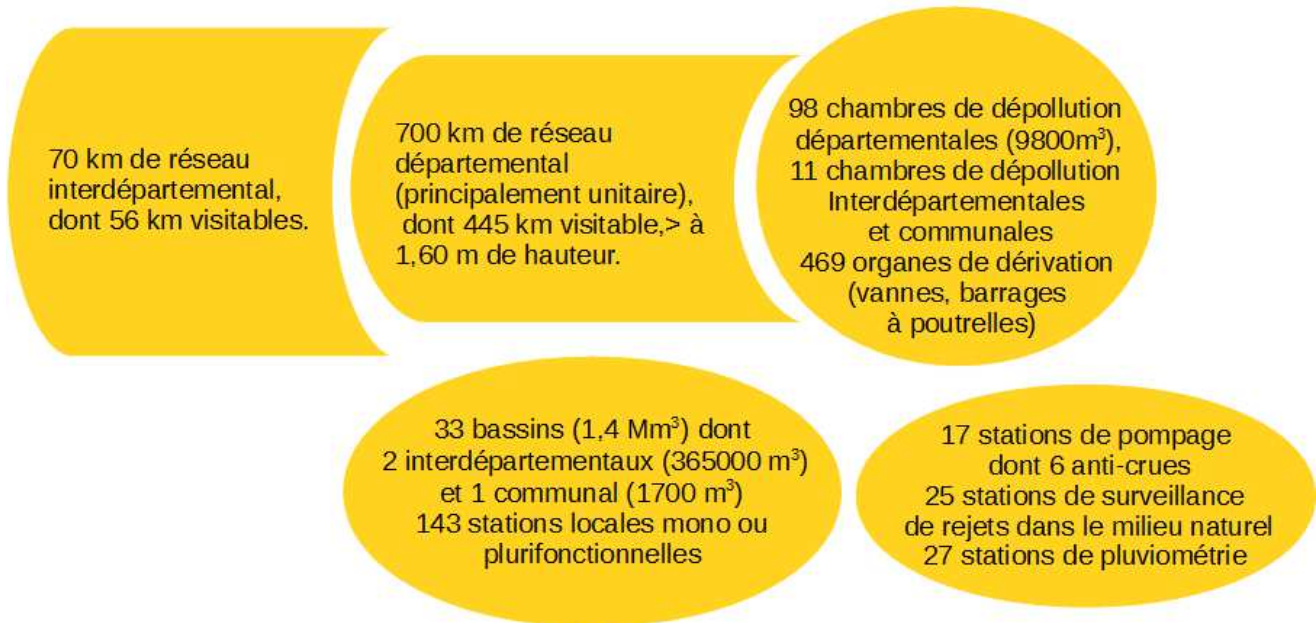 70 km de réseau
interdépartemental,
dont 56 km visitables.
700 km de réseau
départemental
(principalement unitaire),
dont 445 km visitable,> à
1,60 m de hauteur.
98 chambres de dépollution
départementales (9800m³),
11 chambres de dépollution
Interdépartementales
et communales
469 organes de dérivation
(vannes, barrages
à poutrelles)
33 bassins (1,4 Mm³) dont
2 interdépartementaux (365000 m³)
et 1 communal (1700 m³)
143 stations locales mono ou
plurifonctionnelles
17 stations de pompage
dont 6 anti-crues
25 stations de surveillance
de rejets dans le milieu naturel
27 stations de pluviométrie